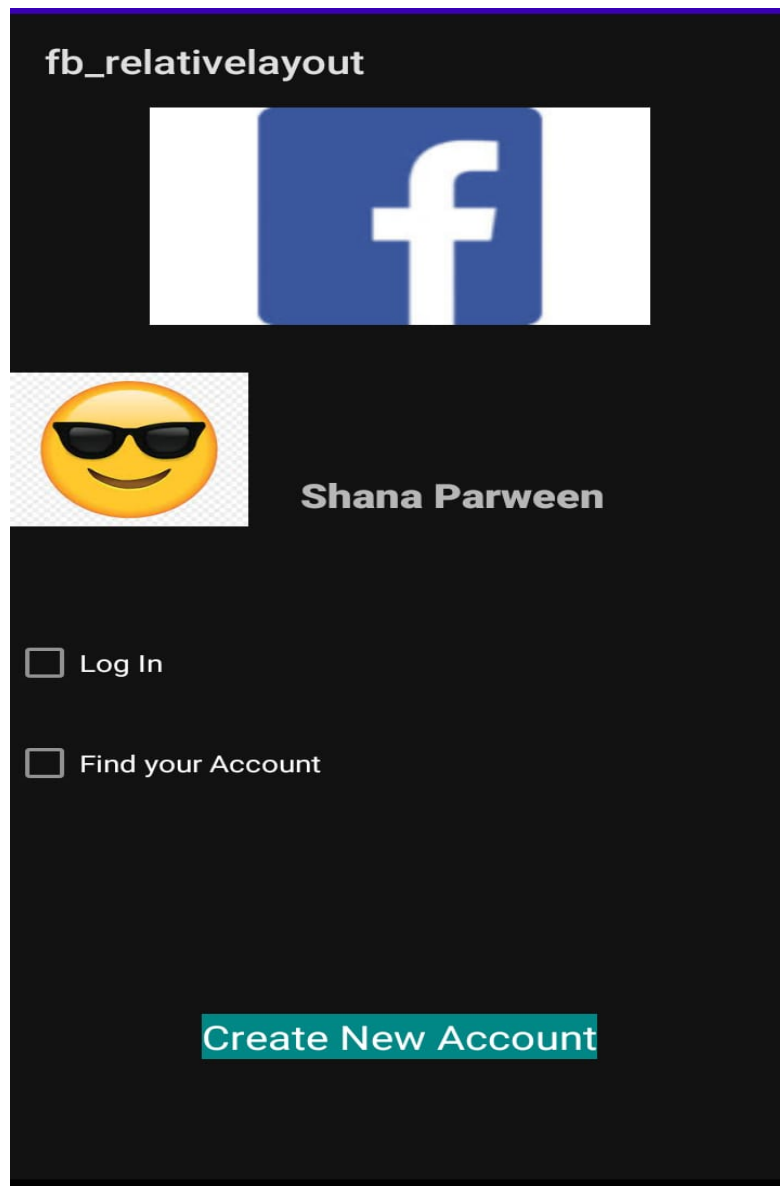 fb_relativelayout
f
Shana Parween
Log In
Find your Account
Create New Account